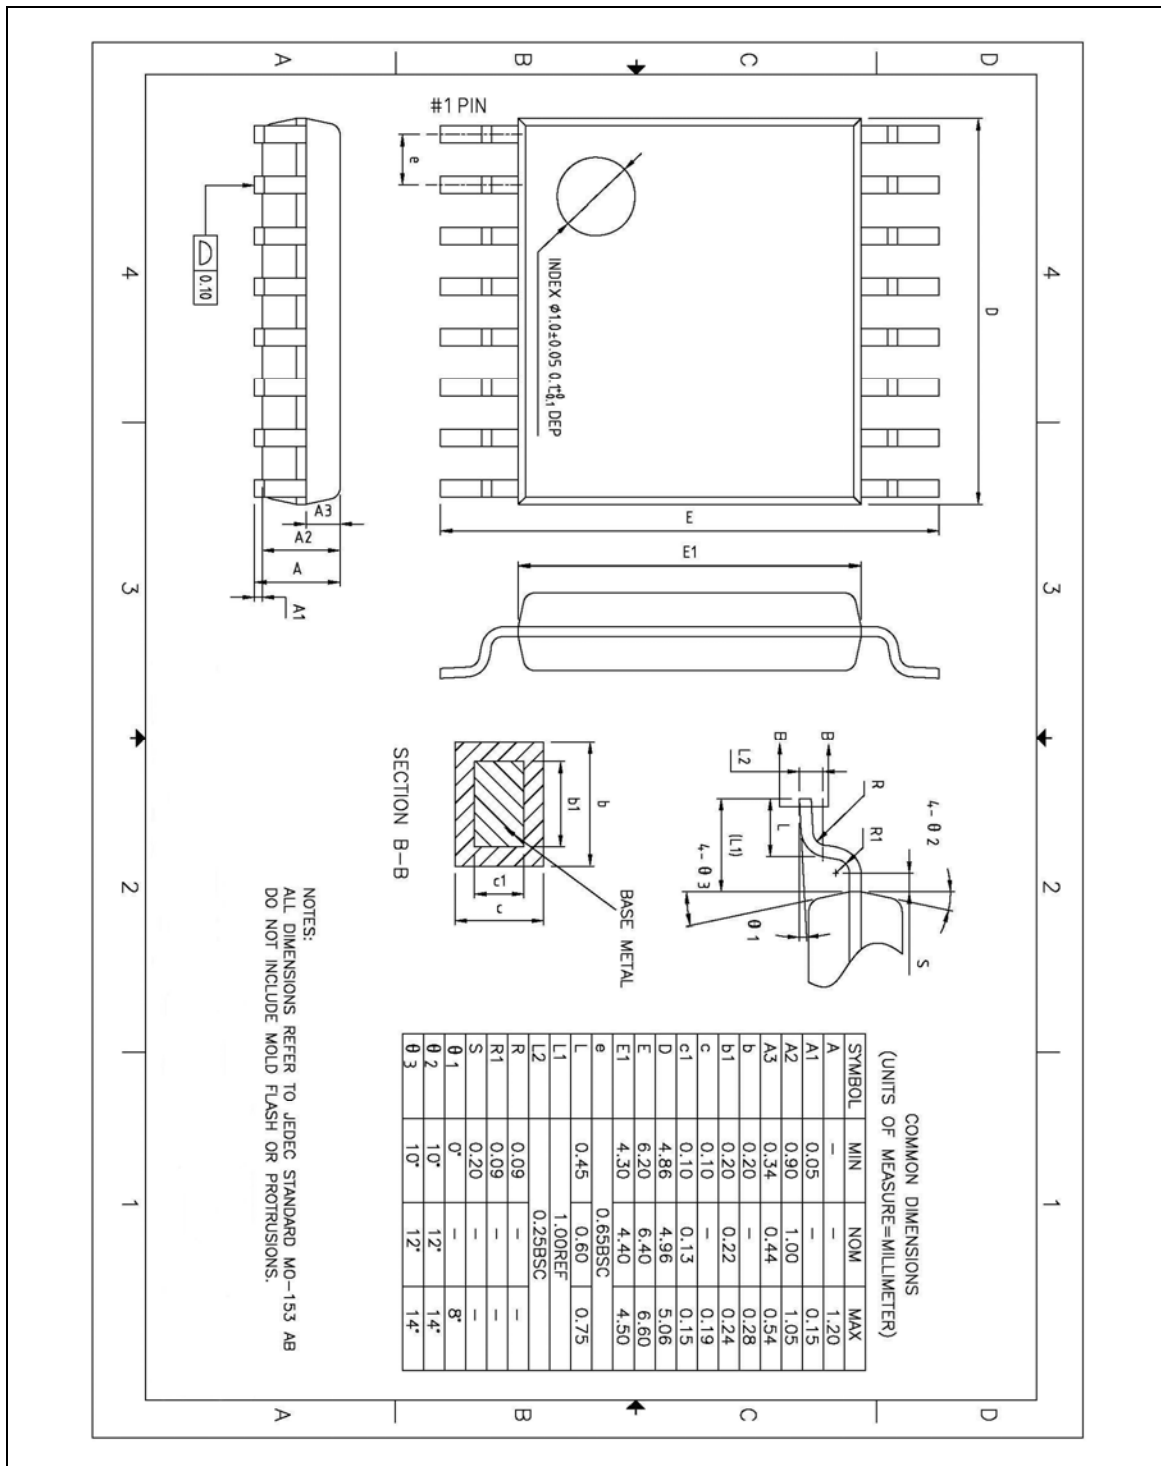 D
C
B
A
4
3
2
1
#1 PIN
e
INDEX ϕ1.0±0.05 0.1+0-0.1 DEP
D
E
E1
0.10
A3
A2
A
A1
B
B
L2
R
R1
L
(L1)
4-θ2
4-θ3
θ1
S
b
b1
c1
c
BASE METAL
SECTION B-B
COMMON DIMENSIONS
(UNITS OF MEASURE=MILLIMETER)
SYMBOL MIN NOM MAX
A – – 1.20
A1 0.05 – 0.15
A2 0.90 1.00 1.05
A3 0.34 0.44 0.54
b 0.20 – 0.28
b1 0.20 0.22 0.24
c 0.10 – 0.19
c1 0.10 0.13 0.15
D 4.86 4.96 5.06
E 6.20 6.40 6.60
E1 4.30 4.40 4.50
e 0.65BSC
L 0.45 0.60 0.75
L1 1.00REF
L2 0.25BSC
R 0.09 – –
R1 0.09 – –
S 0.20 – –
θ1 0° – 8°
θ2 10° 12° 14°
θ3 10° 12° 14°
NOTES:
ALL DIMENSIONS REFER TO JEDEC STANDARD MO-153 AB
DO NOT INCLUDE MOLD FLASH OR PROTRUSIONS.
4
3
2
1
D
C
B
A